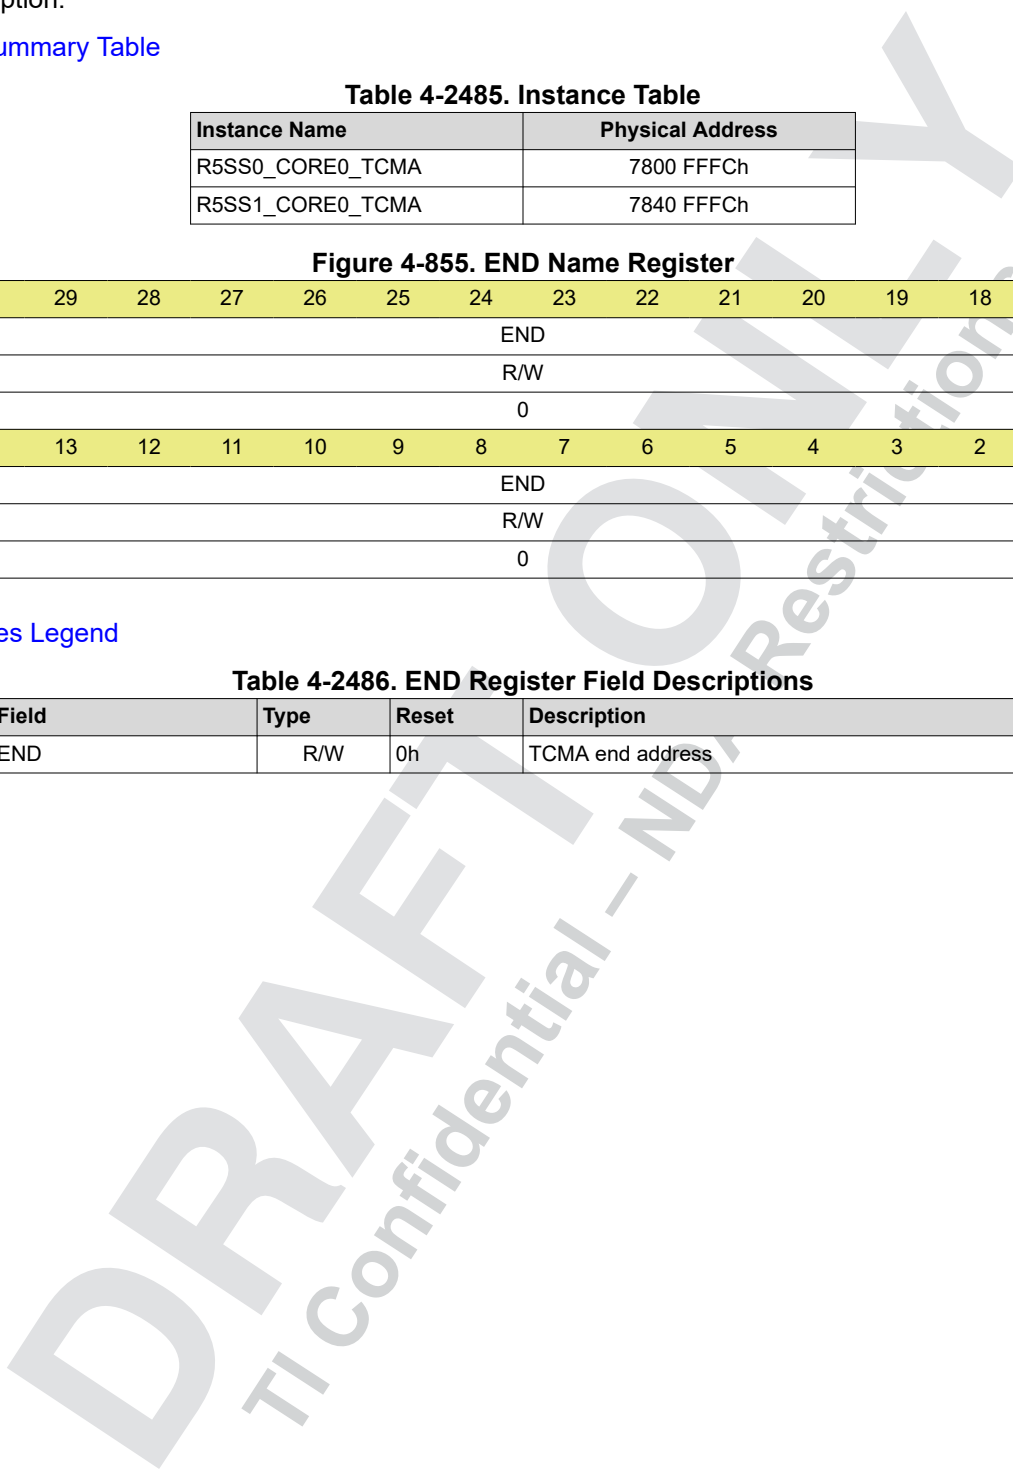 ption.
ummary Table
Table 4-2485. Instance Table
Instance Name Physical Address
R5SS0_CORE0_TCMA 7800 FFFCh
R5SS1_CORE0_TCMA 7840 FFFCh
Figure 4-855. END Name Register
29 28 27 26 25 24 23 22 21 20 19 18
END
R/W
0
13 12 11 10 9 8 7 6 5 4 3 2
END
R/W
0
es Legend
Table 4-2486. END Register Field Descriptions
Field Type Reset Description
END R/W 0h TCMA end address
DRAFT ONLY
TI Confidential – NDA Restrictions